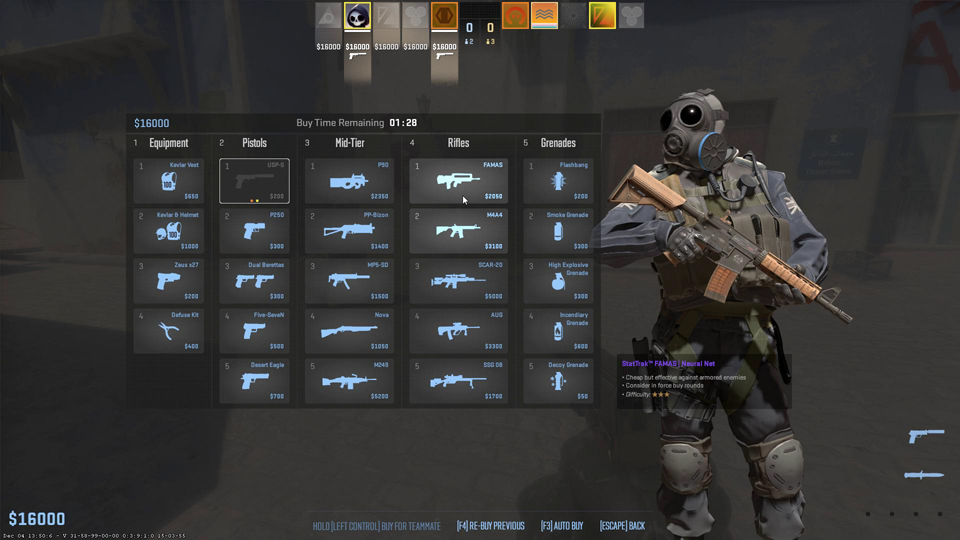 0 0
2 3
$16000 $16000 $16000 $16000 $16000
$16000
Buy Time Remaining 01:28
1 Equipment
1 Kevlar Vest
100
$650
2 Kevlar & Helmet
100
$1000
3 Zeus x27
$200
4 Defuse Kit
$400
2 Pistols
1 USP-S
$200
2 P250
$300
3 Dual Berettas
$300
4 Five-SeveN
$500
5 Desert Eagle
$700
3 Mid-Tier
1 P90
$2350
2 PP-Bizon
$1400
3 MP5-SD
$1500
4 Nova
$1050
5 M249
$5200
4 Rifles
1 FAMAS
$2050
2 M4A4
$3100
3 SCAR-20
$5000
4 AUG
$3300
5 SSG 08
$1700
5 Grenades
1 Flashbang
$200
2 Smoke Grenade
$300
3 High Explosive
Grenade
$300
4 Incendiary
Grenade
$600
5 Decoy Grenade
$50
StatTrak™ FAMAS | Neural Net
• Cheap but effective against armored enemies
• Consider in force buy rounds
• Difficulty: ★★★
$16000
HOLD [LEFT CONTROL] BUY FOR TEAMMATE [F4] RE-BUY PREVIOUS [F3] AUTO BUY [ESCAPE] BACK